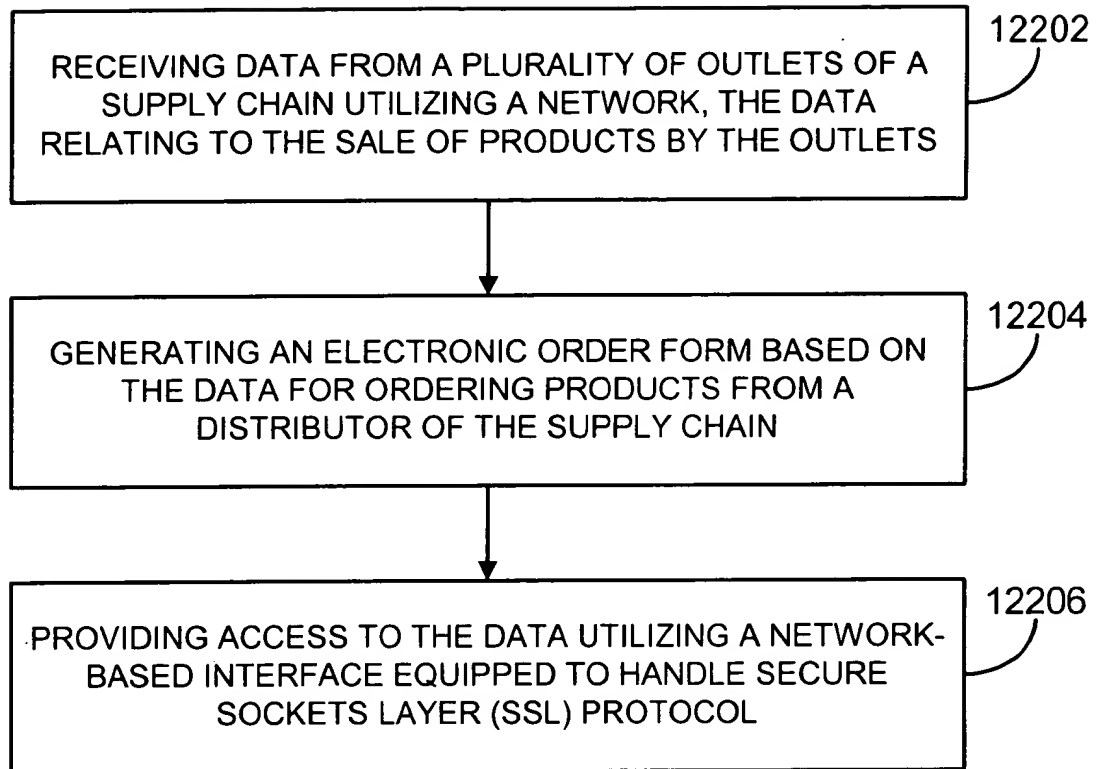 12202
RECEIVING DATA FROM A PLURALITY OF OUTLETS OF A
SUPPLY CHAIN UTILIZING A NETWORK, THE DATA
RELATING TO THE SALE OF PRODUCTS BY THE OUTLETS
12204
GENERATING AN ELECTRONIC ORDER FORM BASED ON
THE DATA FOR ORDERING PRODUCTS FROM A
DISTRIBUTOR OF THE SUPPLY CHAIN
12206
PROVIDING ACCESS TO THE DATA UTILIZING A NETWORK-
BASED INTERFACE EQUIPPED TO HANDLE SECURE
SOCKETS LAYER (SSL) PROTOCOL